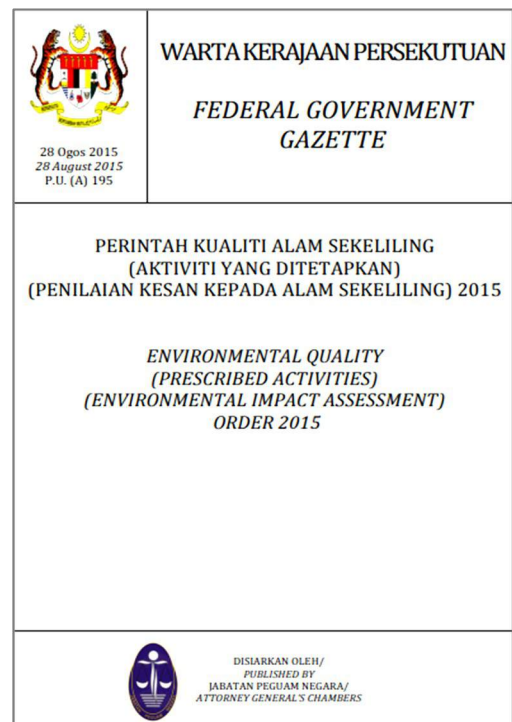 WARTA KERAJAAN PERSEKUTUAN
FEDERAL GOVERNMENT
GAZETTE
28 Ogos 2015
28 August 2015
P.U. (A) 195
PERINTAH KUALITI ALAM SEKELILING
(AKTIVITI YANG DITETAPKAN)
(PENILAIAN KESAN KEPADA ALAM SEKELILING) 2015
ENVIRONMENTAL QUALITY
(PRESCRIBED ACTIVITIES)
(ENVIRONMENTAL IMPACT ASSESSMENT)
ORDER 2015
DISIARKAN OLEH/
PUBLISHED BY
JABATAN PEGUAM NEGARA/
ATTORNEY GENERAL'S CHAMBERS